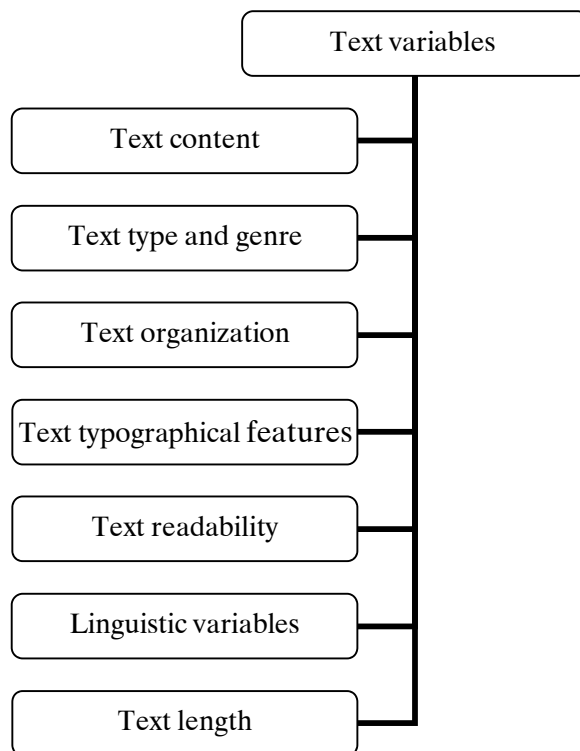 Text variables
Text content
Text type and genre
Text organization
Text typographical features
Text readability
Linguistic variables
Text length